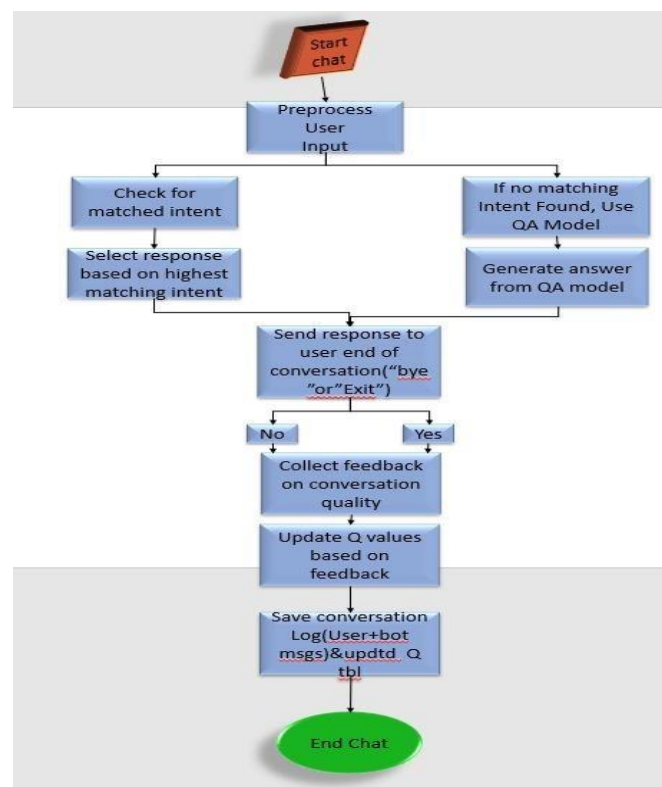 Start
chat
Preprocess
User
Input
Check for
matched intent
If no matching
Intent Found, Use
QA Model
Select response
based on highest
matching intent
Generate answer
from QA model
Send response to
user end of
conversation(“bye
”or”Exit”)
No
Yes
Collect feedback
on conversation
quality
Update Q values
based on
feedback
Save conversation
Log(User+bot
msgs)&updtd Q
tbl
End Chat